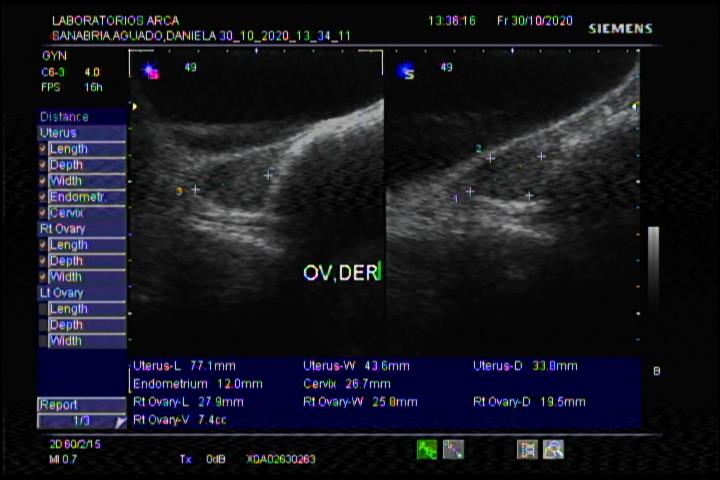 LABORATORIOS ARCA 13:36:16 Fr 30/10/2020 SIEMENS
SANABRIA,AGUADO,DANIELA 30_10_2020_13_34_11
GYN
C6-3 4.0
FPS 16h
49
49
S
S
Distance
Uterus
Length
Depth
Width
Endometr.
Cervix
Rt Ovary
Length
Depth
Width
Lt Ovary
Length
Depth
Width
2
3
1
OV,DER
Uterus-L 77.1mm Uterus-W 43.6mm Uterus-D 33.8mm
Endometrium 12.0mm Cervix 26.7mm
Rt Ovary-L 27.9mm Rt Ovary-W 25.8mm Rt Ovary-D 19.5mm
Rt Ovary-V 7.4cc
B
Report
1/3
2D 60/2/15
MI 0.7 Tx 0dB X0A02630263